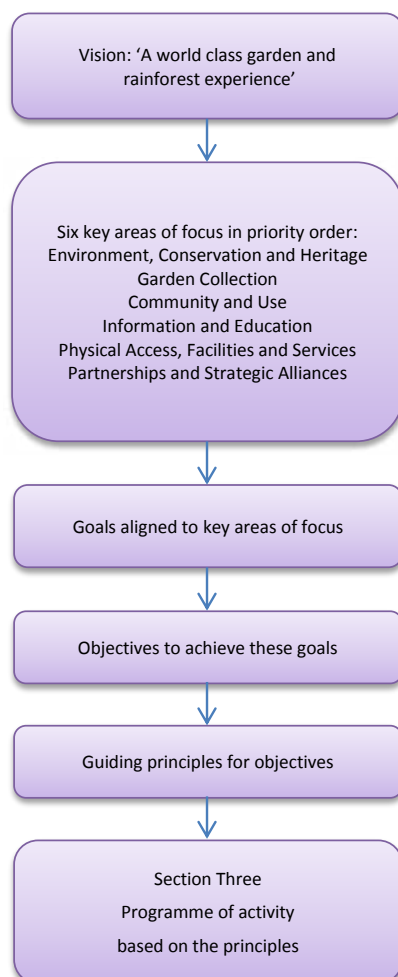 Vision: ‘A world class garden and
rainforest experience’
Six key areas of focus in priority order:
Environment, Conservation and Heritage
Garden Collection
Community and Use
Information and Education
Physical Access, Facilities and Services
Partnerships and Strategic Alliances
Goals aligned to key areas of focus
Objectives to achieve these goals
Guiding principles for objectives
Section Three
Programme of activity
based on the principles